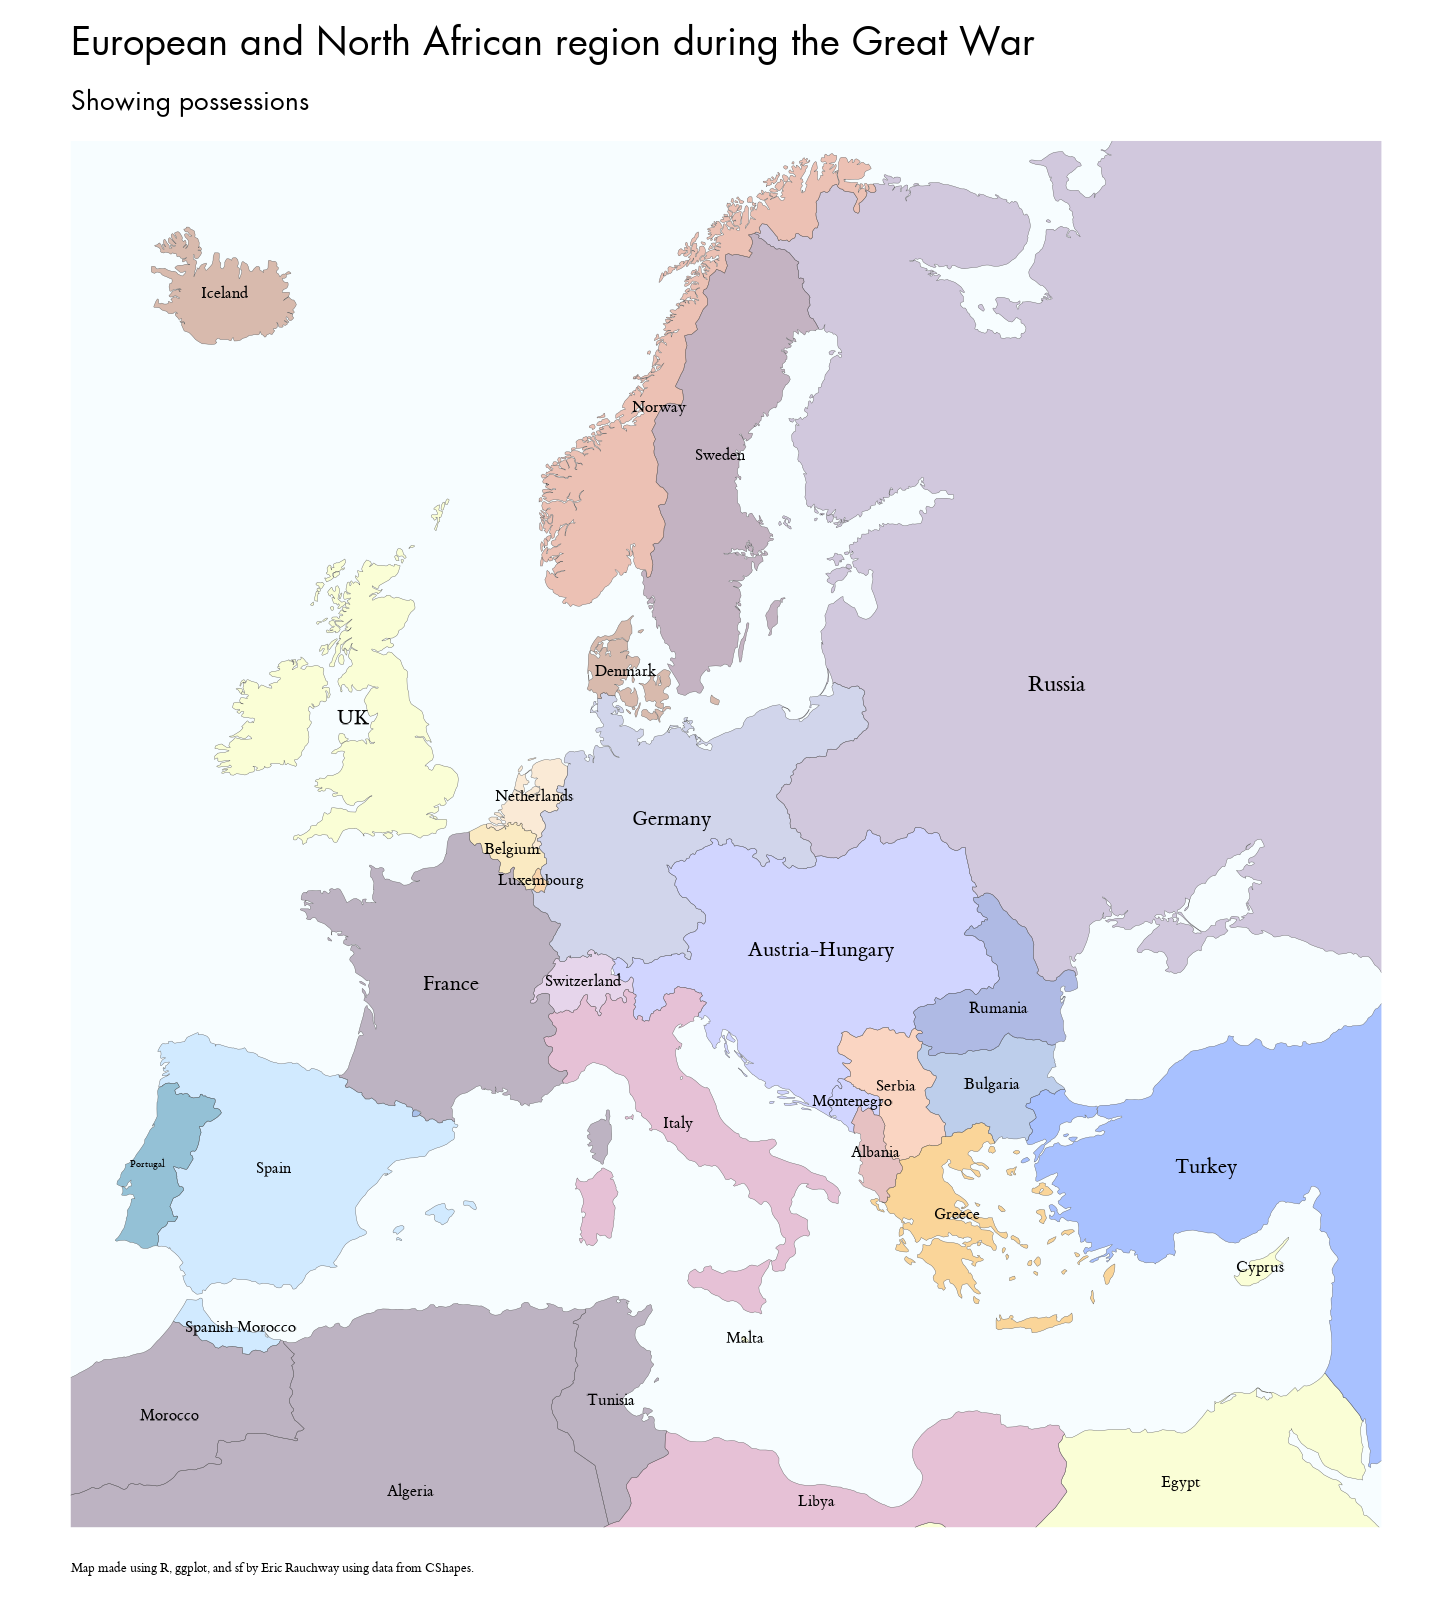 European and North African region during the Great War
Showing possessions
Iceland
Norway
Sweden
Denmark
Russia
UK
Netherlands
Germany
Belgium
Luxembourg
Austria-Hungary
Switzerland
France
Rumania
Serbia
Bulgaria
Montenegro
Italy
Albania
Portugal
Spain
Turkey
Greece
Cyprus
Spanish Morocco
Malta
Tunisia
Morocco
Egypt
Algeria
Libya
Map made using R, ggplot, and sf by Eric Rauchway using data from CShapes.